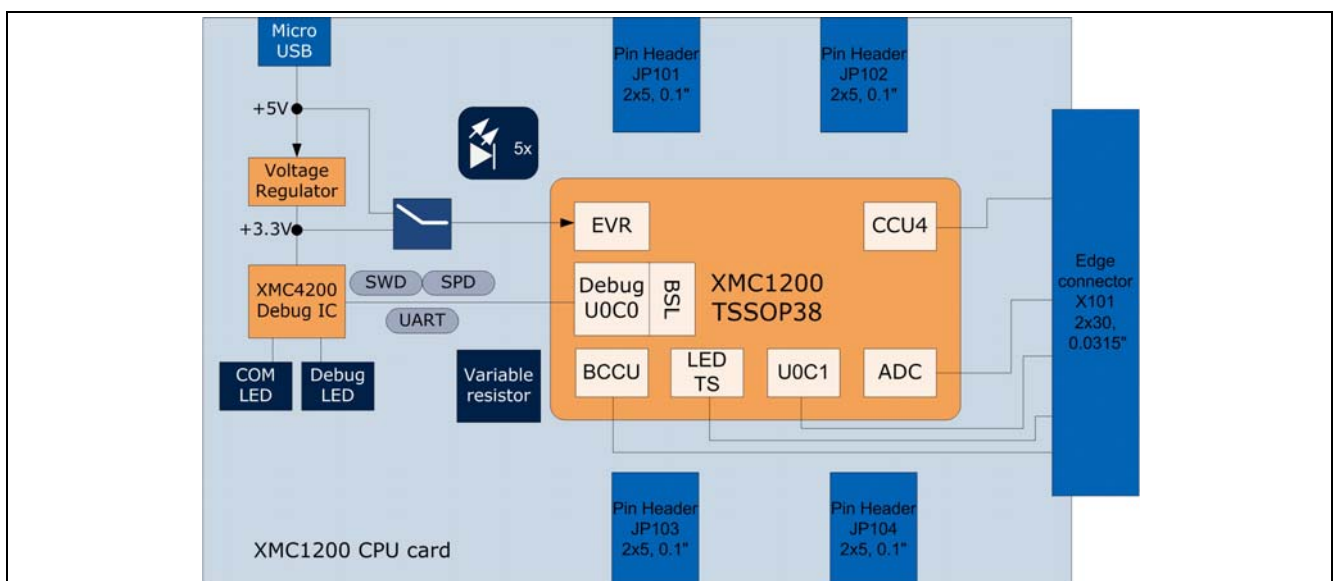 Micro
USB
Pin Header
JP101
2x5, 0.1"
Pin Header
JP102
2x5, 0.1"
+5V
5x
Voltage
Regulator
+3.3V
EVR
CCU4
SWD
SPD
UART
XMC4200
Debug IC
Debug
U0C0
BSL
XMC1200
TSSOP38
Edge
connector
X101
2x30,
0.0315"
COM
LED
Debug
LED
Variable
resistor
BCCU
LED
TS
U0C1
ADC
Pin Header
JP103
2x5, 0.1"
Pin Header
JP104
2x5, 0.1"
XMC1200 CPU card